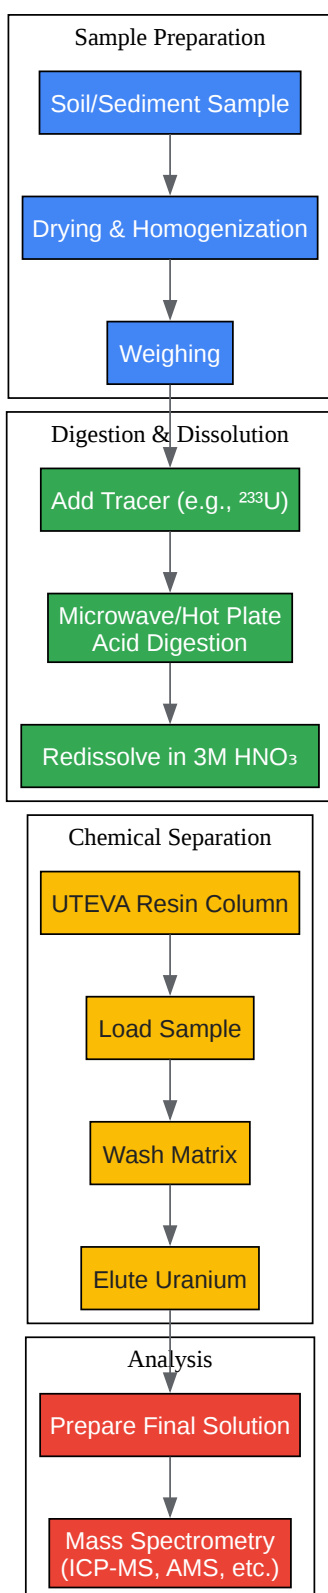 Sample Preparation
Soil/Sediment Sample
Drying & Homogenization
Weighing
Digestion & Dissolution
Add Tracer (e.g., ²³³U)
Microwave/Hot Plate
Acid Digestion
Redissolve in 3M HNO₃
Chemical Separation
UTEVA Resin Column
Load Sample
Wash Matrix
Elute Uranium
Analysis
Prepare Final Solution
Mass Spectrometry
(ICP-MS, AMS, etc.)